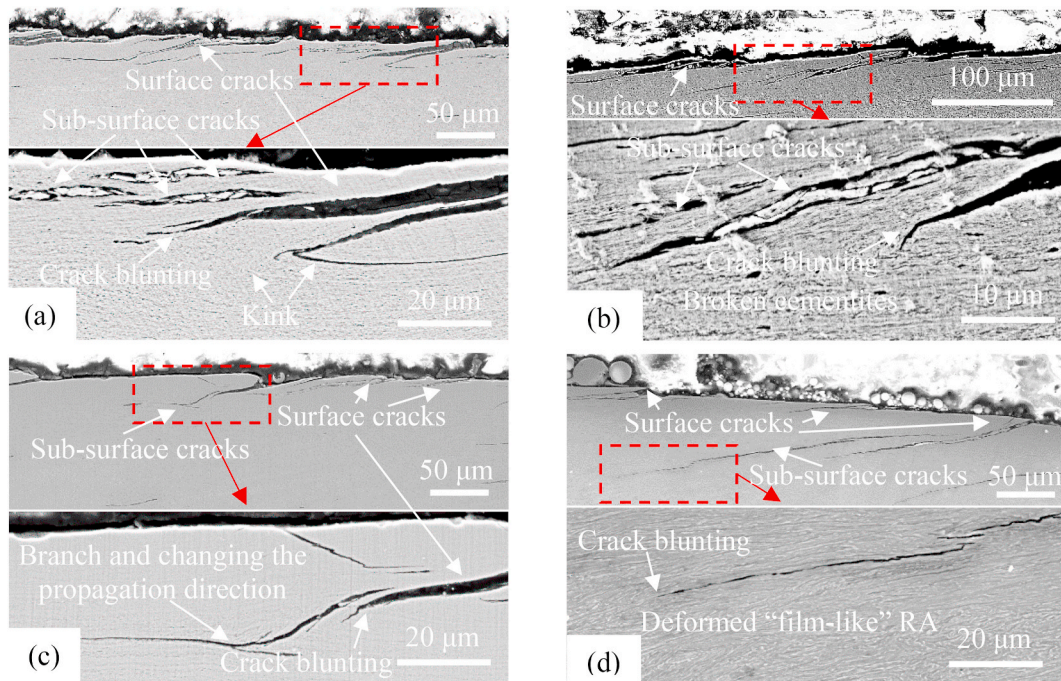 Surface cracks
Sub-surface cracks
50 μm
Crack blunting
Kink
20 μm
(a)
100 μm
Surface cracks
Sub-surface cracks
Crack blunting
Broken cementites
10 μm
(b)
Surface cracks
Sub-surface cracks
50 μm
Branch and changing the
propagation direction
Crack blunting
20 μm
(c)
Surface cracks
Sub-surface cracks
50 μm
Crack blunting
Deformed “film-like” RA
20 μm
(d)